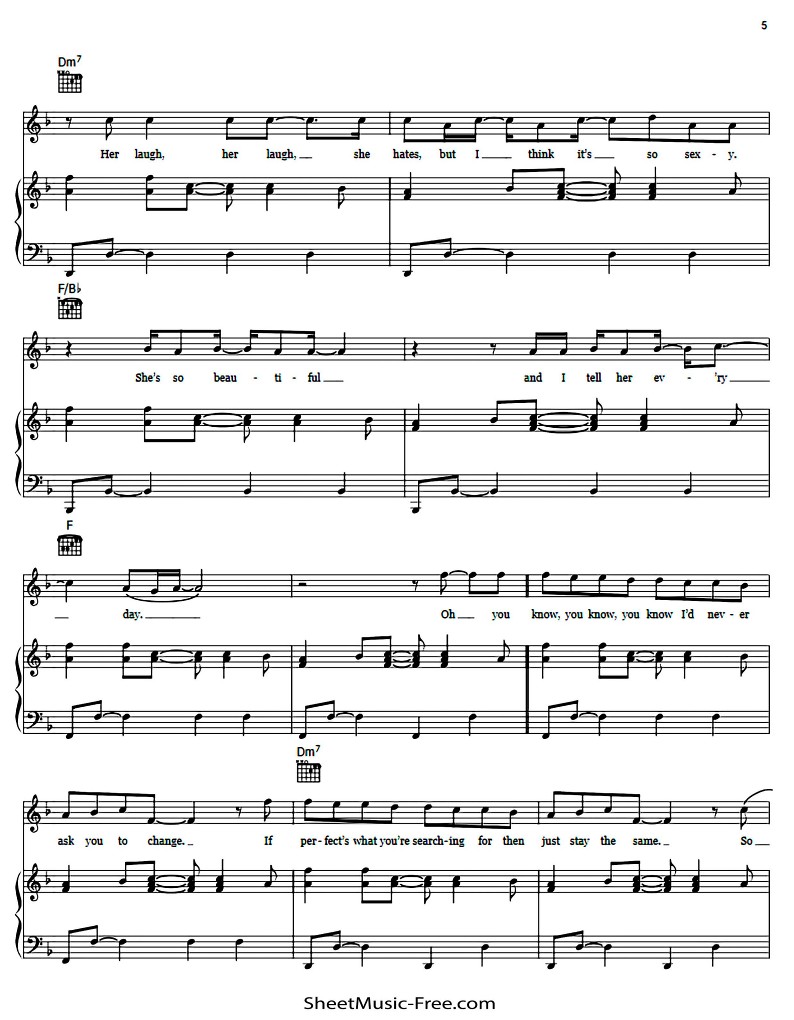 5
Dm7
Her laugh, her laugh, she hates, but I think it's so sex - y.
F/B♭
She's so beau - ti - ful and I tell her ev - 'ry
F
day. Oh you know, you know, you know I'd nev - er
Dm7
ask you to change. If per - fect's what you're search - ing for then just stay the same. So
SheetMusic-Free.com